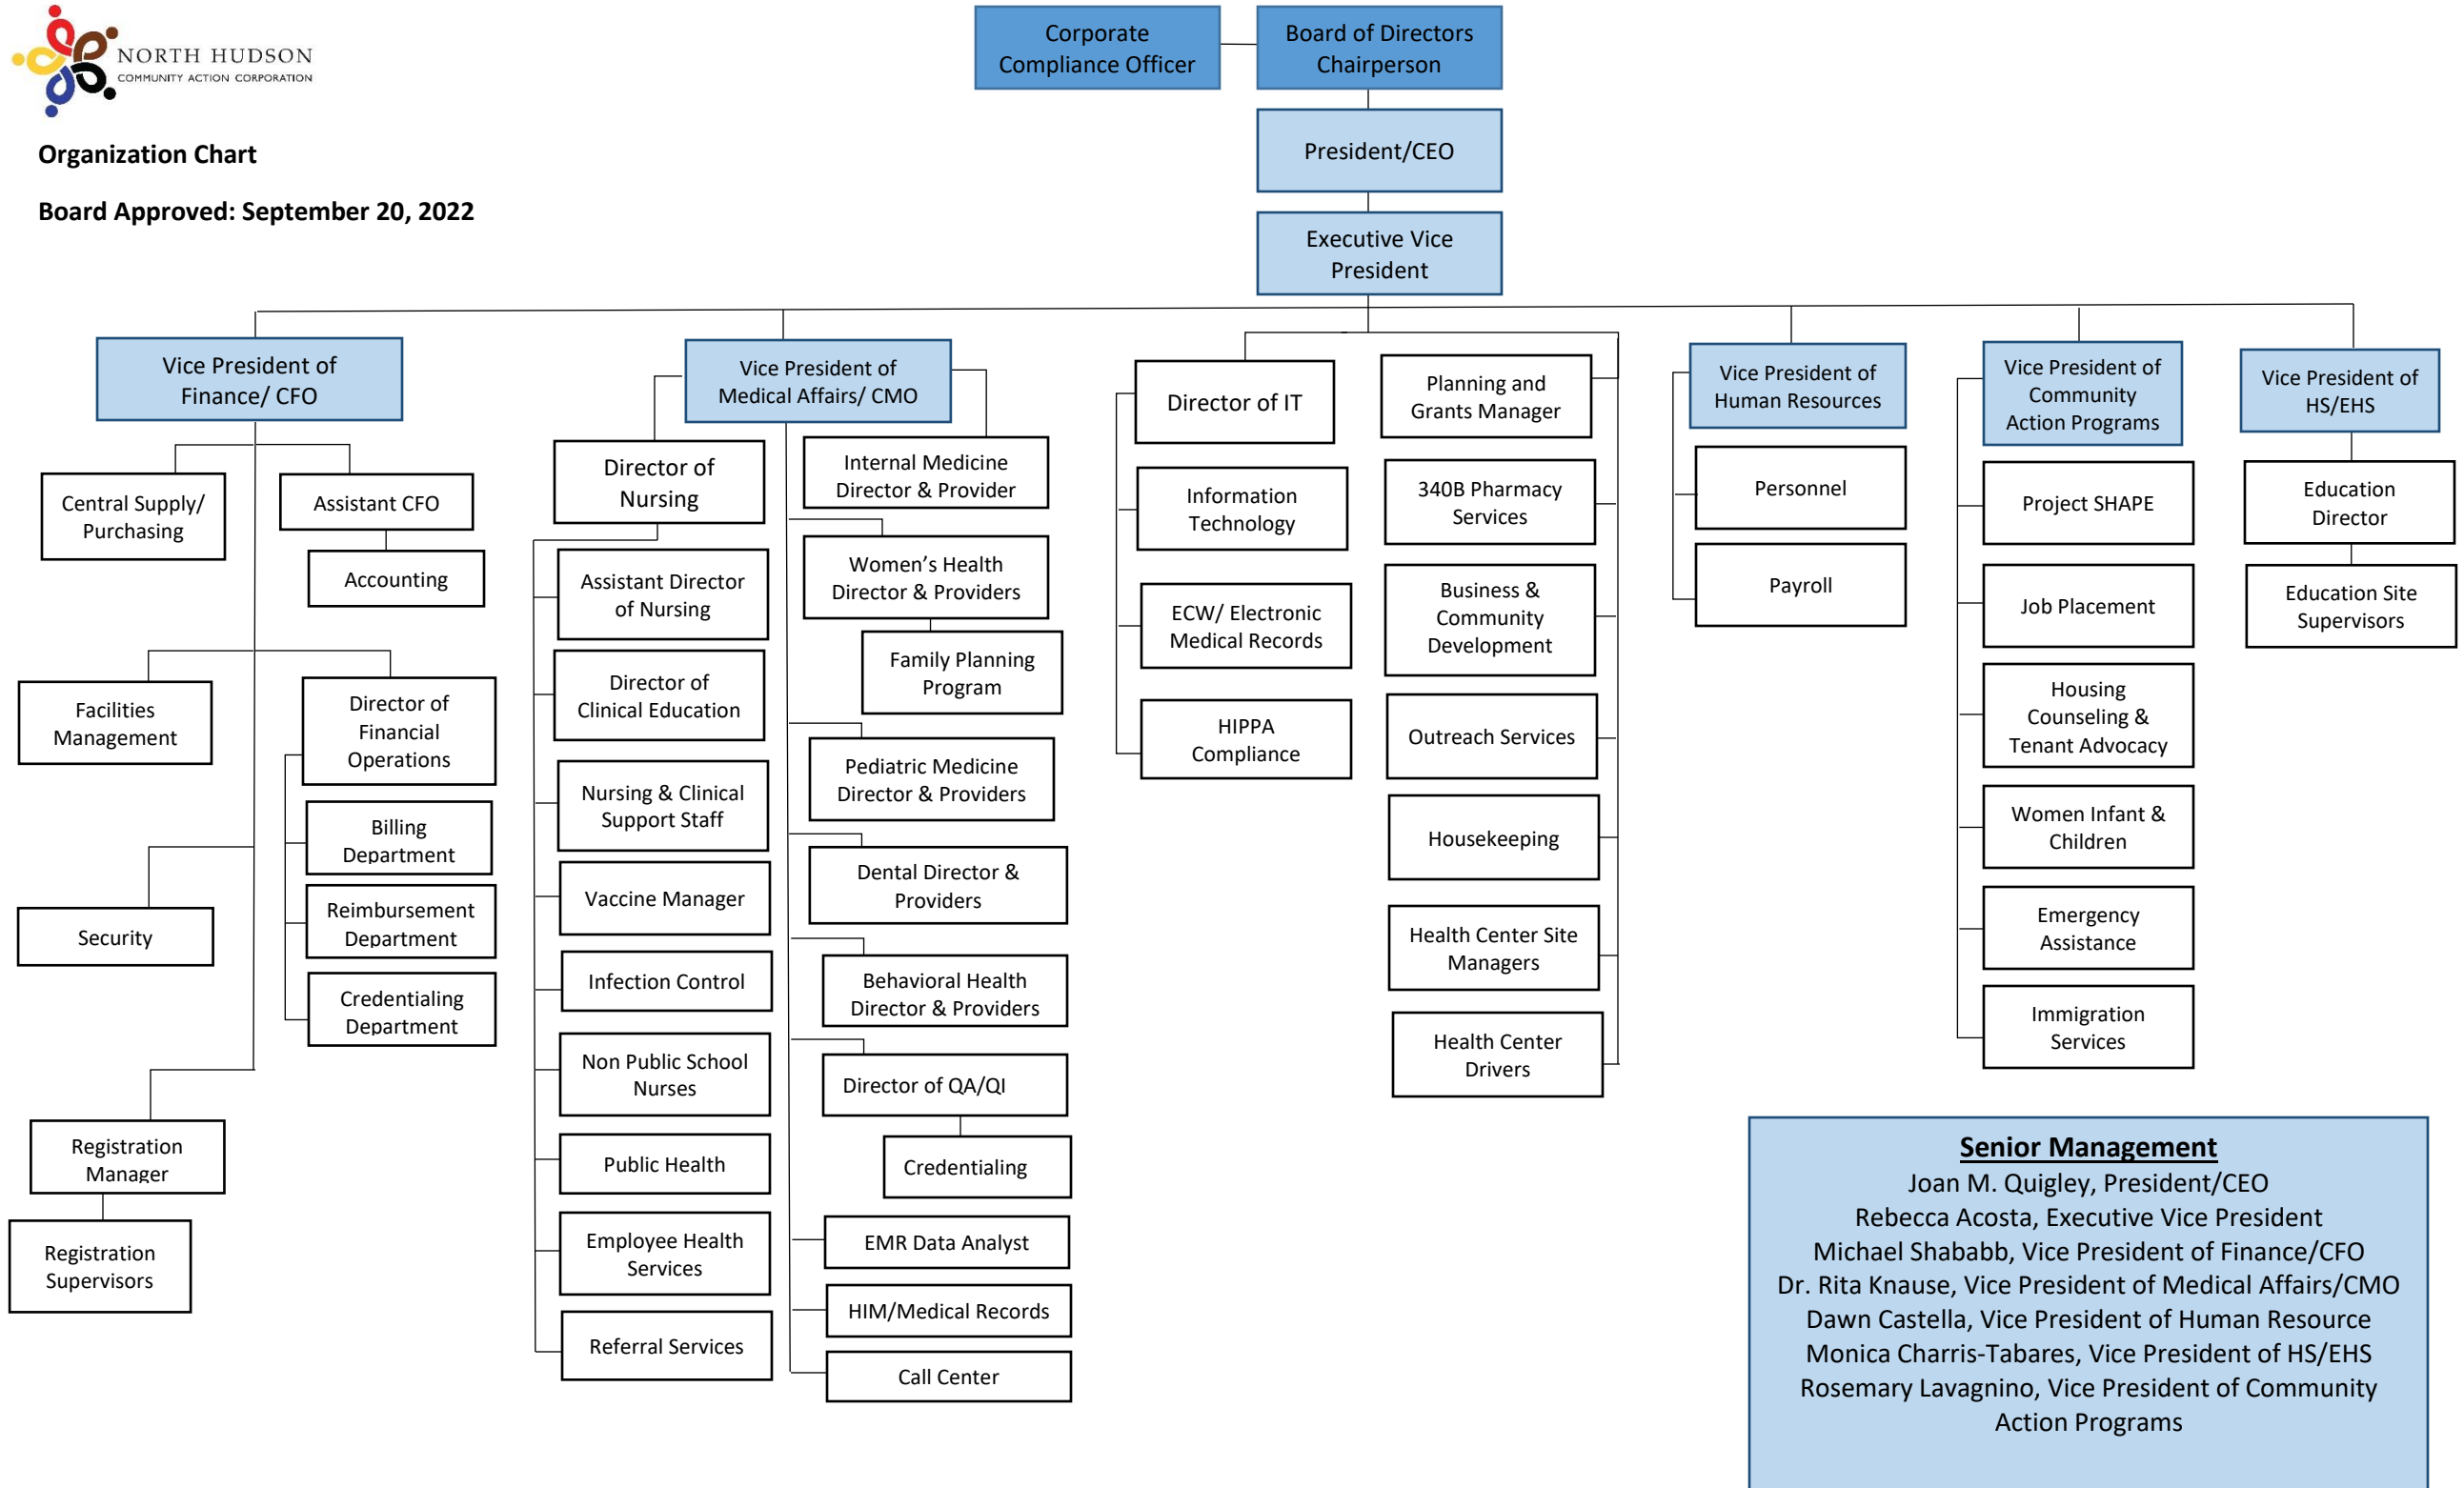 NORTH HUDSON
COMMUNITY ACTION CORPORATION
Organization Chart
Board Approved: September 20, 2022
Corporate
Compliance Officer
Board of Directors
Chairperson
President/CEO
Executive Vice
President
Vice President of
Finance/ CFO
Central Supply/
Purchasing
Assistant CFO
Accounting
Facilities
Management
Director of
Financial
Operations
Billing
Department
Reimbursement
Department
Credentialing
Department
Security
Registration
Manager
Registration
Supervisors
Vice President of
Medical Affairs/ CMO
Director of
Nursing
Assistant Director
of Nursing
Director of
Clinical Education
Nursing & Clinical
Support Staff
Vaccine Manager
Infection Control
Non Public School
Nurses
Public Health
Employee Health
Services
Referral Services
Internal Medicine
Director & Provider
Women’s Health
Director & Providers
Family Planning
Program
Pediatric Medicine
Director & Providers
Dental Director &
Providers
Behavioral Health
Director & Providers
Director of QA/QI
Credentialing
EMR Data Analyst
HIM/Medical Records
Call Center
Director of IT
Information
Technology
ECW/ Electronic
Medical Records
HIPPA
Compliance
Planning and
Grants Manager
340B Pharmacy
Services
Business &
Community
Development
Outreach Services
Housekeeping
Health Center Site
Managers
Health Center
Drivers
Vice President of
Human Resources
Personnel
Payroll
Vice President of
Community
Action Programs
Project SHAPE
Job Placement
Housing
Counseling &
Tenant Advocacy
Women Infant &
Children
Emergency
Assistance
Immigration
Services
Vice President of
HS/EHS
Education
Director
Education Site
Supervisors
Senior Management
Joan M. Quigley, President/CEO
Rebecca Acosta, Executive Vice President
Michael Shababb, Vice President of Finance/CFO
Dr. Rita Knause, Vice President of Medical Affairs/CMO
Dawn Castella, Vice President of Human Resource
Monica Charris-Tabares, Vice President of HS/EHS
Rosemary Lavagnino, Vice President of Community
Action Programs